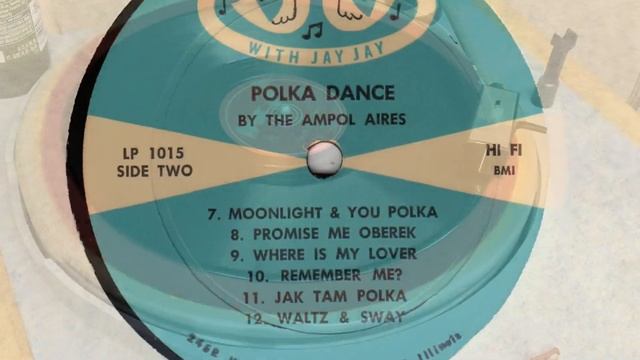 WITH JAY JAY
POLKA DANCE
BY THE AMPOL AIRES
LP 1015
SIDE TWO
HI FI
BMI
7. MOONLIGHT & YOU POLKA
8. PROMISE ME OBEREK
9. WHERE IS MY LOVER
10. REMEMBER ME?
11. JAK TAM POLKA
12. WALTZ & SWAY
2452
Illinois